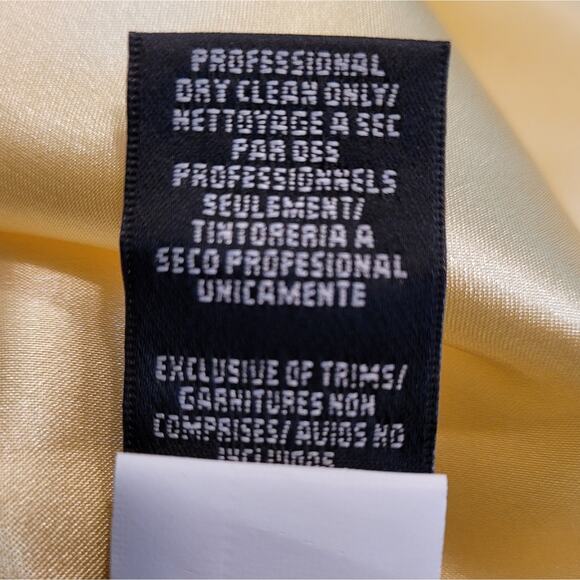 PROFESSIONAL
DRY CLEAN ONLY/
NETTOYAGE A SEC
PAR DES
PROFESSIONNELS
SEULEMENT/
TINTORERIA A
SECO PROFESIONAL
UNICAMENTE
EXCLUSIVE OF TRIMS/
GARNITURES NON
COMPRISES/ AVIOS NO
INCLUIDOS